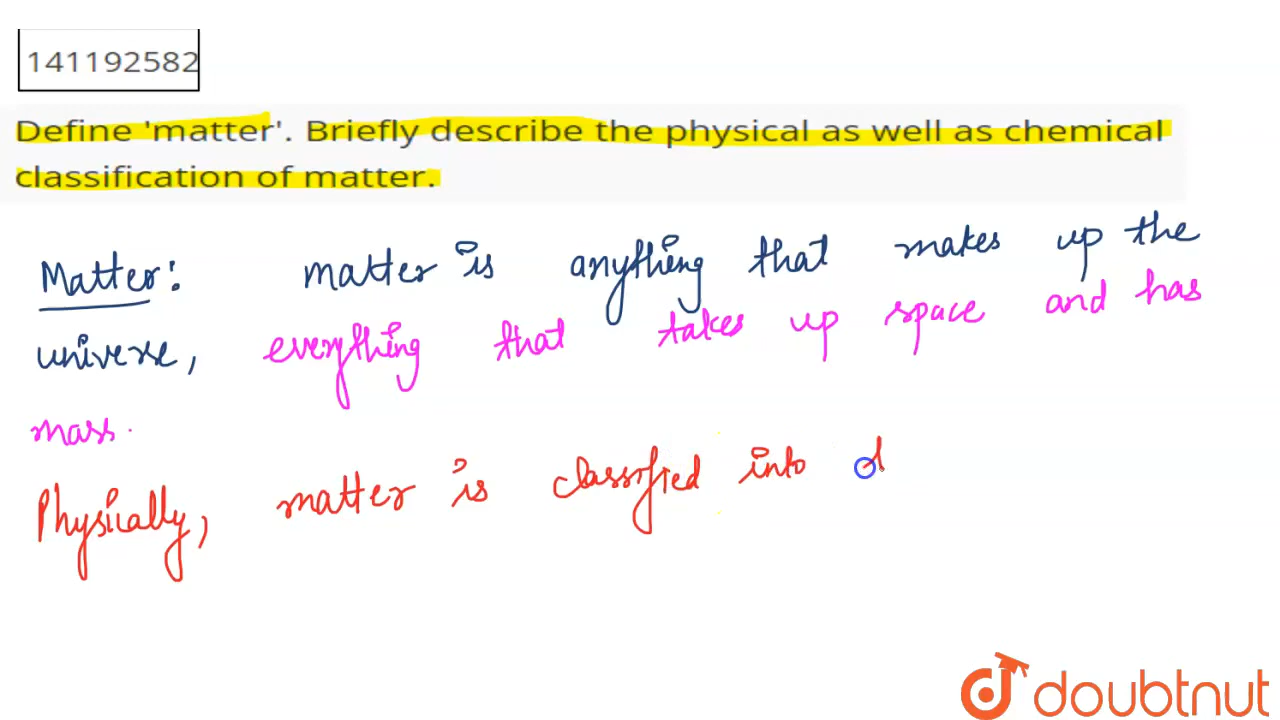 141192582
Define 'matter'. Briefly describe the physical as well as chemical
classification of matter.
Matter: matter is anything that makes up the
universe, everything that takes up space and has
mass.
Physically, matter is classified into d
doubtnut